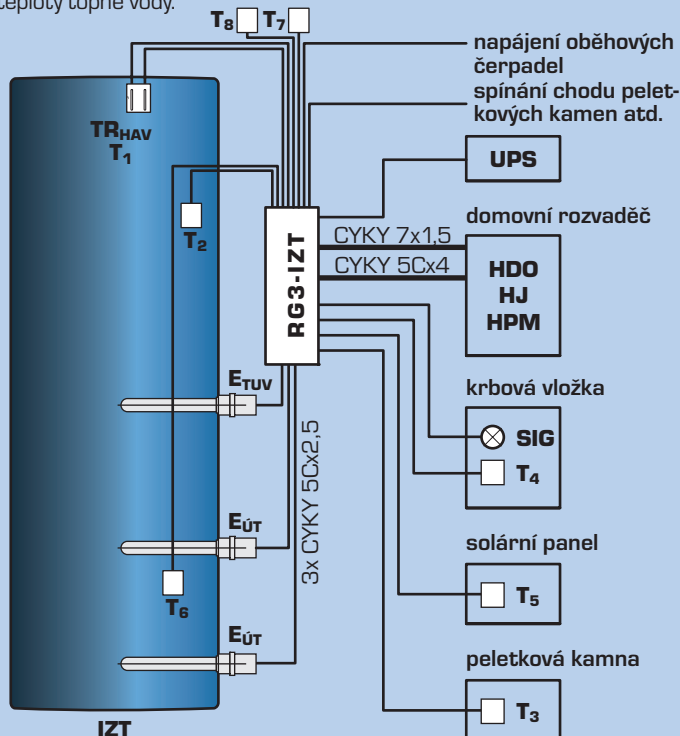 teploty topné vody.
T8 T7
napájení oběhových
čerpadel
spínání chodu pelet-
kových kamen atd.
TRHAV
T1
UPS
T2
domovní rozvaděč
RG3-IZT
CYKY 7x1,5
CYKY 5Cx4
HDO
HJ
HPM
ETUV
krbová vložka
SIG
T4
3x CYKY 5Cx2,5
EÚT
solární panel
T5
T6
EÚT
peletková kamna
T3
IZT